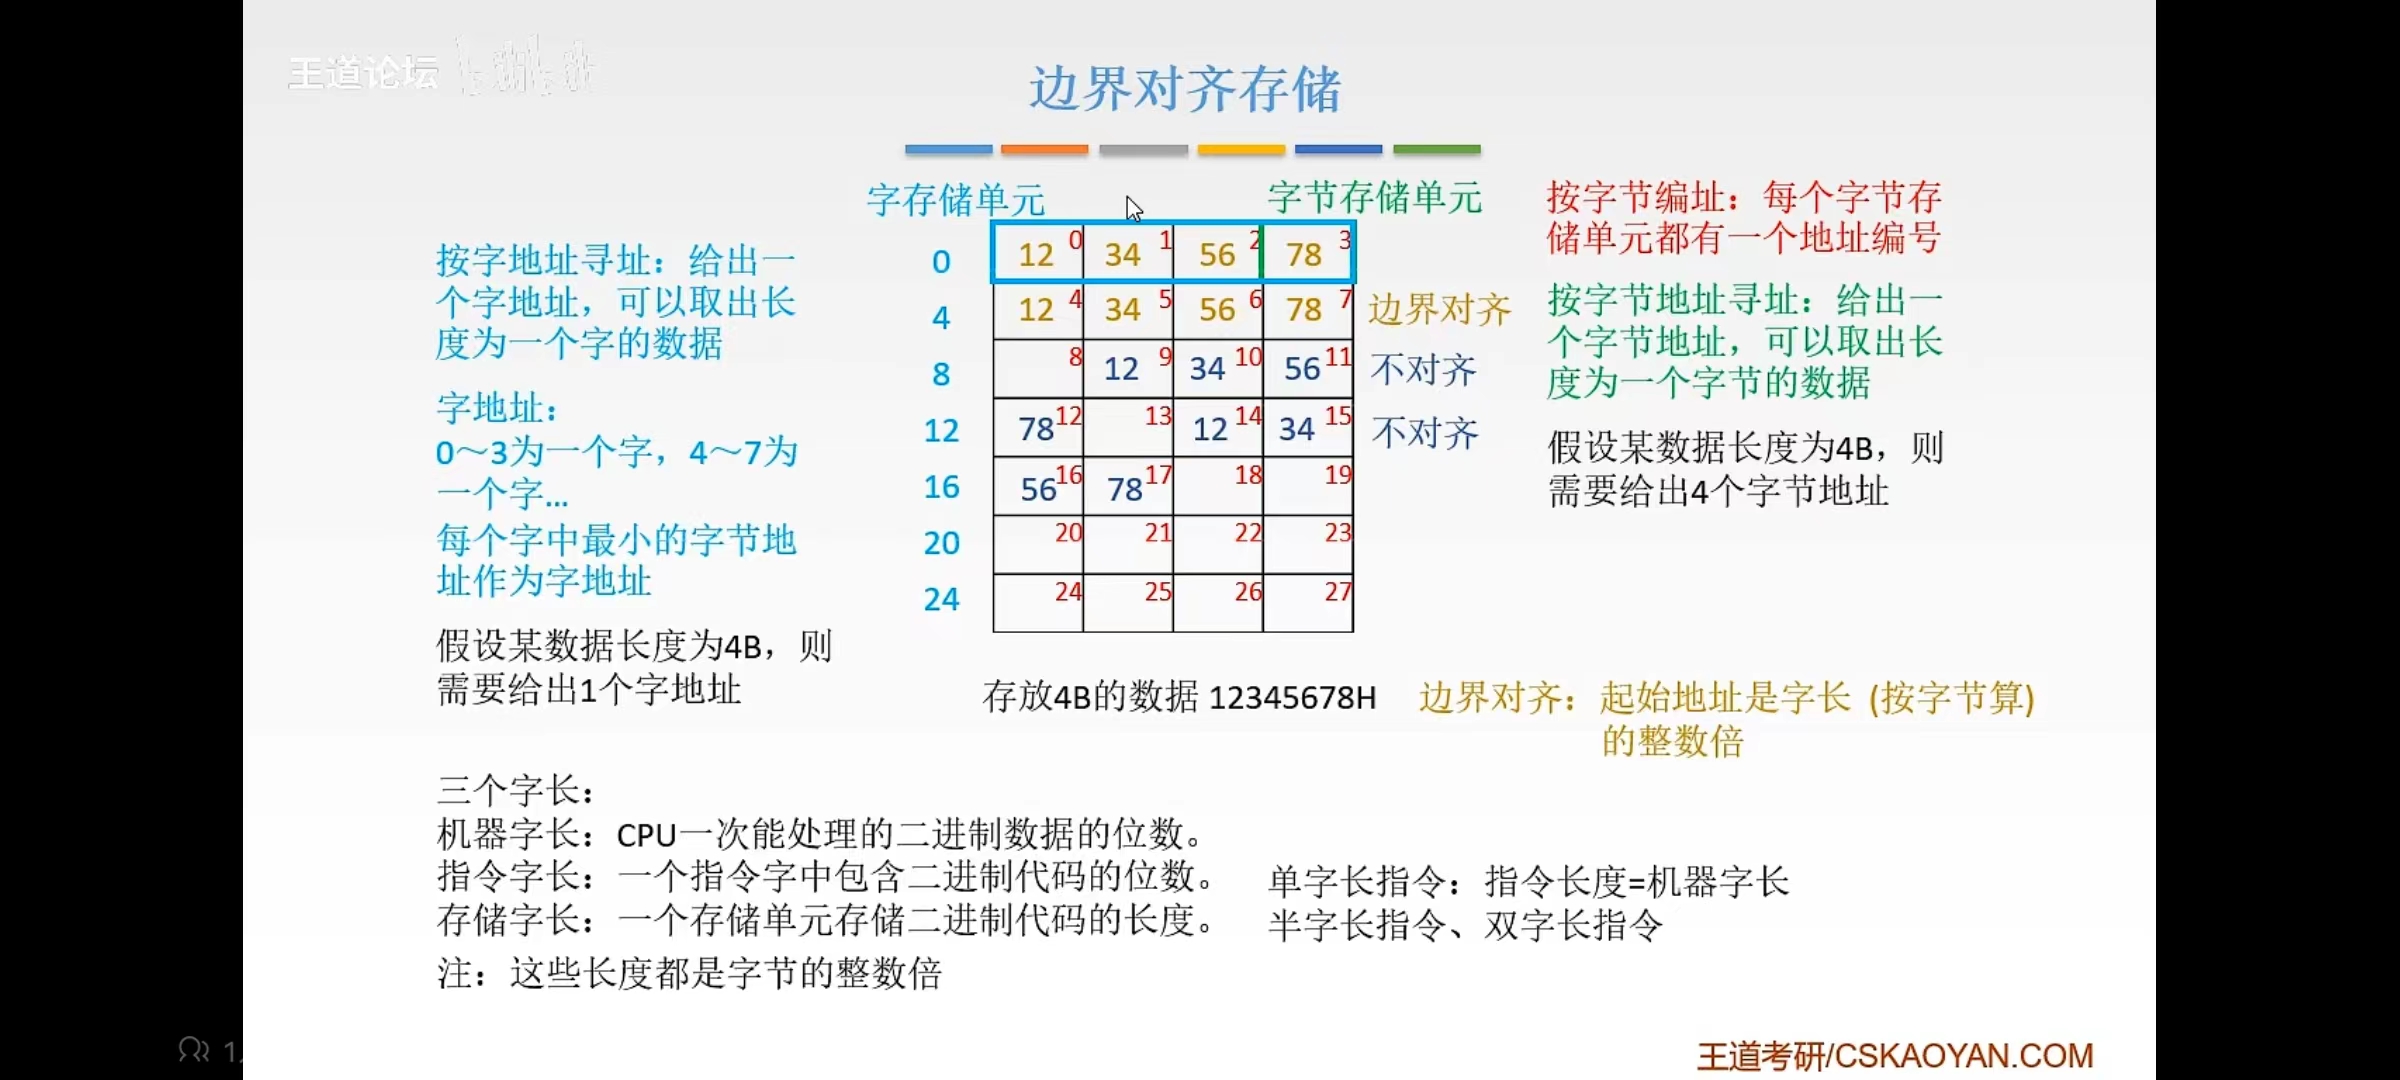 王道论坛
边界对齐存储
字存储单元
字节存储单元
按字地址寻址：给出一
个字地址，可以取出长
度为一个字的数据
字地址：
0～3为一个字，4～7为
一个字…
每个字中最小的字节地
址作为字地址
假设某数据长度为4B，则
需要给出1个字地址
0 12 0 34 1 56 2 78 3
4 12 4 34 5 56 6 78 7 边界对齐
8 8 12 9 34 10 56 11 不对齐
12 78 12 13 12 14 34 15 不对齐
16 56 16 78 17 18 19
20 20 21 22 23
24 24 25 26 27
按字节编址：每个字节存
储单元都有一个地址编号
按字节地址寻址：给出一
个字节地址，可以取出长
度为一个字节的数据
假设某数据长度为4B，则
需要给出4个字节地址
存放4B的数据 12345678H
边界对齐：起始地址是字长 (按字节算)
的整数倍
三个字长：
机器字长：CPU一次能处理的二进制数据的位数。
指令字长：一个指令字中包含二进制代码的位数。
存储字长：一个存储单元存储二进制代码的长度。
注：这些长度都是字节的整数倍
单字长指令：指令长度=机器字长
半字长指令、双字长指令
王道考研/CSKAOYAN.COM